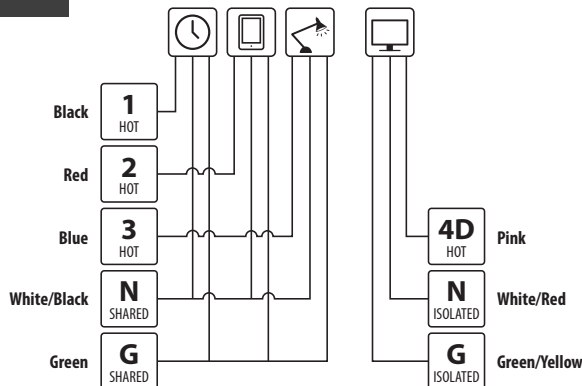 Black
1
HOT
Red
2
HOT
Blue
3
HOT
White/Black
N
SHARED
Green
G
SHARED
4D
HOT
Pink
N
ISOLATED
White/Red
G
ISOLATED
Green/Yellow